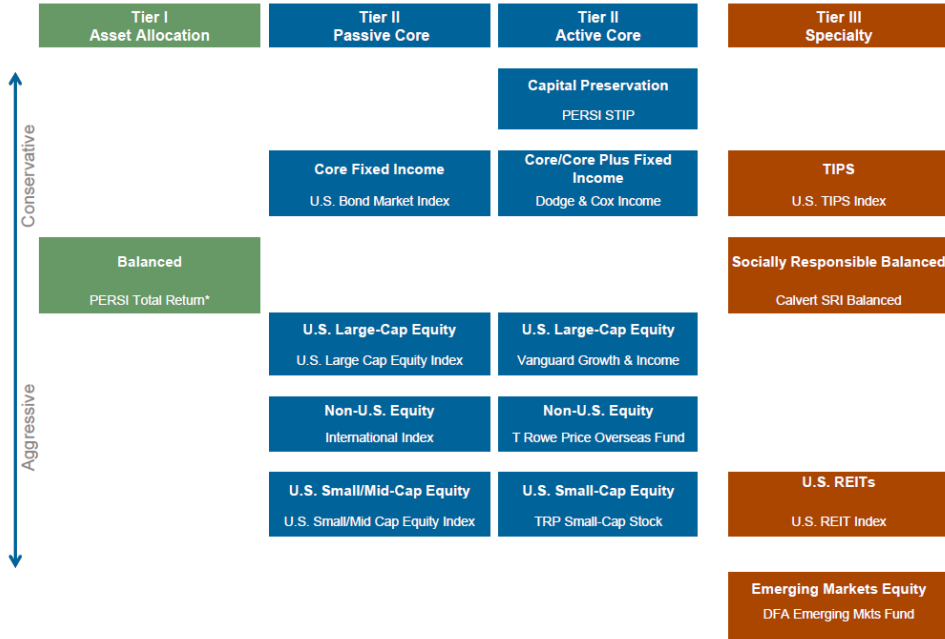 Tier I
Asset Allocation
Tier II
Passive Core
Tier II
Active Core
Tier III
Specialty
Conservative
Aggressive
Capital Preservation
PERSI STIP
Core Fixed Income
U.S. Bond Market Index
Core/Core Plus Fixed
Income
Dodge & Cox Income
TIPS
U.S. TIPS Index
Balanced
PERSI Total Return*
Socially Responsible Balanced
Calvert SRI Balanced
U.S. Large-Cap Equity
U.S. Large Cap Equity Index
U.S. Large-Cap Equity
Vanguard Growth & Income
Non-U.S. Equity
International Index
Non-U.S. Equity
T Rowe Price Overseas Fund
U.S. Small/Mid-Cap Equity
U.S. Small/Mid Cap Equity Index
U.S. Small-Cap Equity
TRP Small-Cap Stock
U.S. REITs
U.S. REIT Index
Emerging Markets Equity
DFA Emerging Mkts Fund